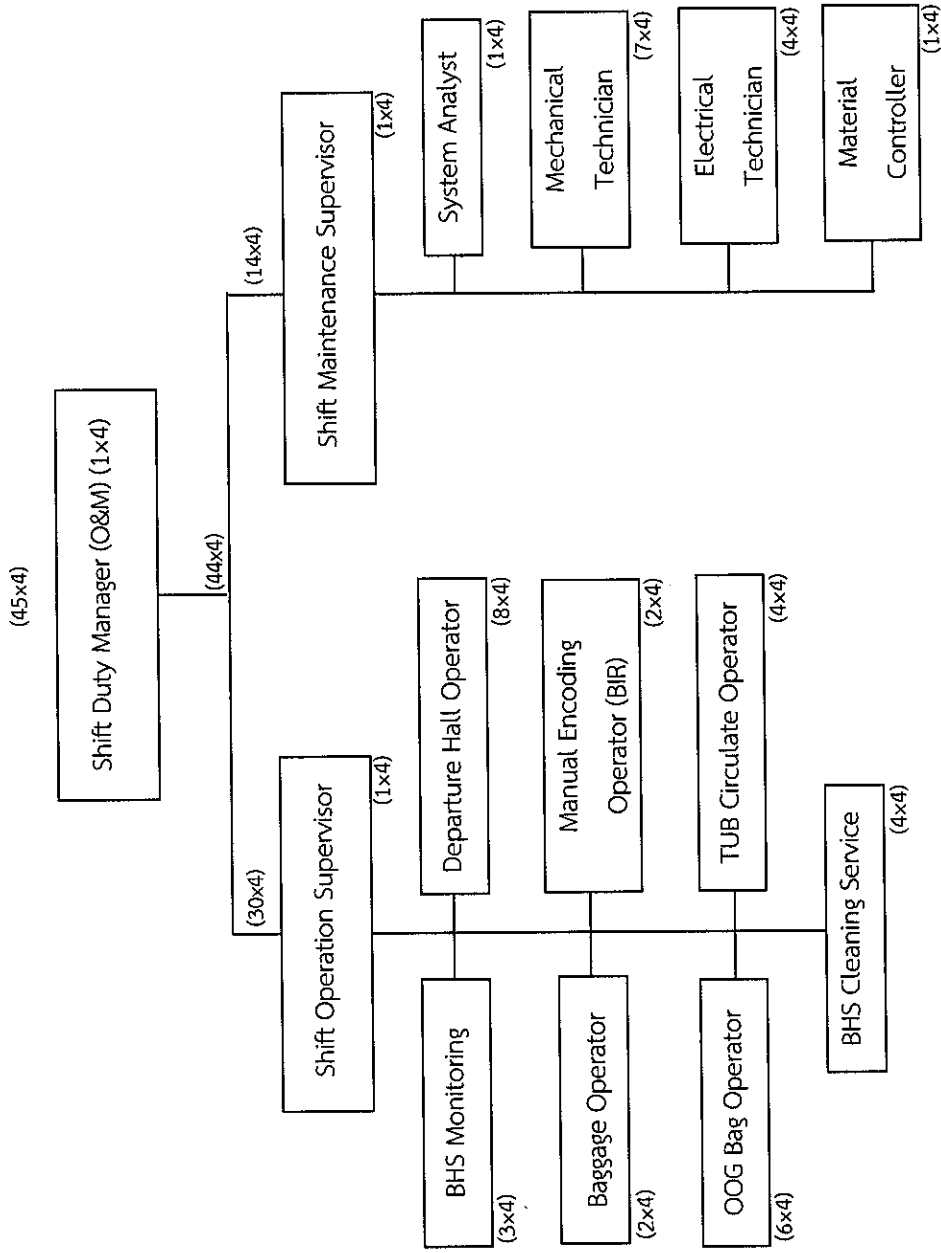 (45x4)
Shift Duty Manager (O&M) (1x4)
(44x4)
(30x4)
(14x4)
Shift Operation Supervisor
(1x4)
Shift Maintenance Supervisor
(1x4)
BHS Monitoring
(3x4)
Departure Hall Operator
(8x4)
System Analyst
(1x4)
Baggage Operator
(2x4)
Manual Encoding
Operator (BIR)
(2x4)
Mechanical
Technician
(7x4)
OOG Bag Operator
(6x4)
TUB Circulate Operator
(4x4)
Electrical
Technician
(4x4)
BHS Cleaning Service
(4x4)
Material
Controller
(1x4)